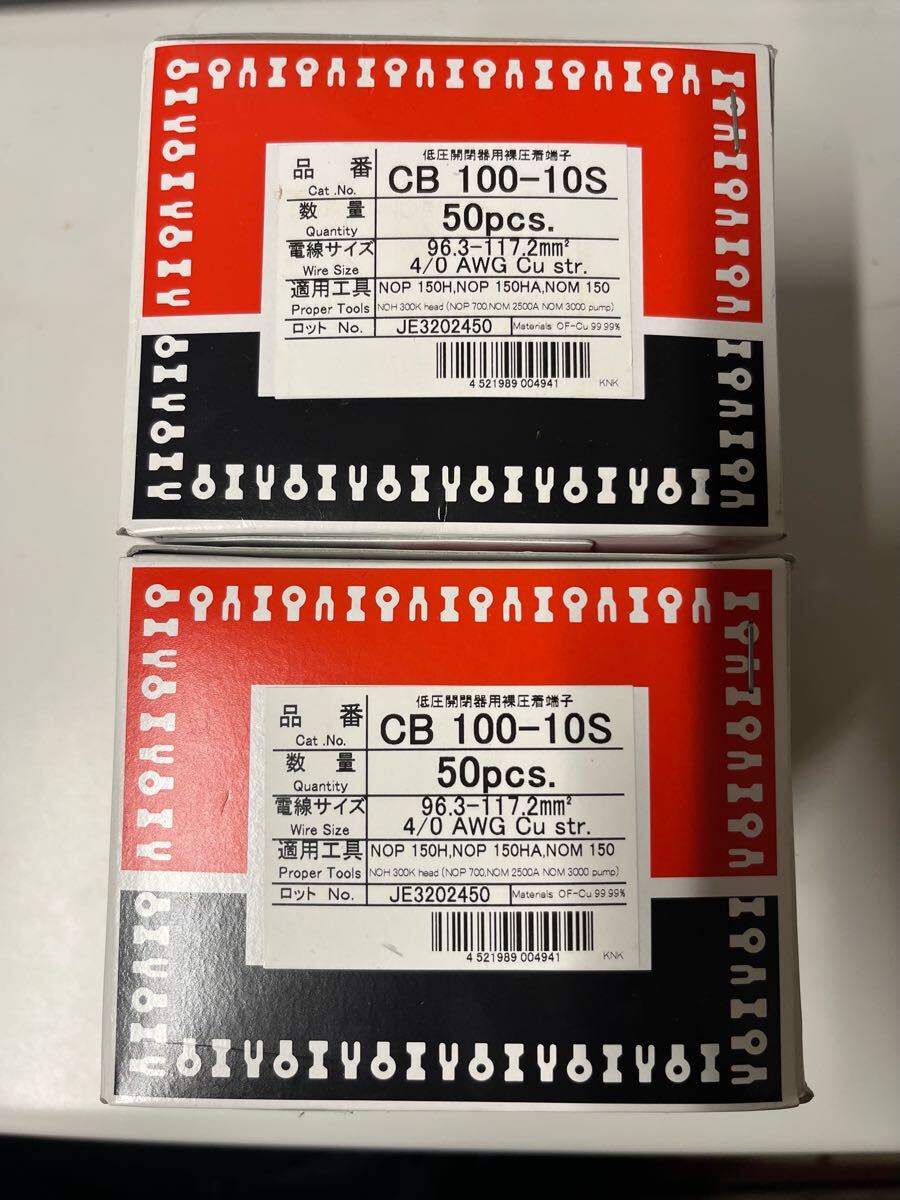 低圧開閉器用裸圧着端子
品 番 CB 100-10S
Cat .No.
数 量 50pcs.
Quantity
電線サイズ 96.3-117.2mm²
Wire Size 4/0 AWG Cu str.
適用工具 NOP 150H,NOP 150HA,NOM 150
Proper Tools NOH 300K head (NOP 700,NOM 2500A NOM 3000 pump)
ロット No. JE3202450 Materials OF-Cu 99.99%
4 521989 004941 KNK
低圧開閉器用裸圧着端子
品 番 CB 100-10S
Cat .No.
数 量 50pcs.
Quantity
電線サイズ 96.3-117.2mm²
Wire Size 4/0 AWG Cu str.
適用工具 NOP 150H,NOP 150HA,NOM 150
Proper Tools NOH 300K head (NOP 700,NOM 2500A NOM 3000 pump)
ロット No. JE3202450 Materials OF-Cu 99.99%
4 521989 004941 KNK